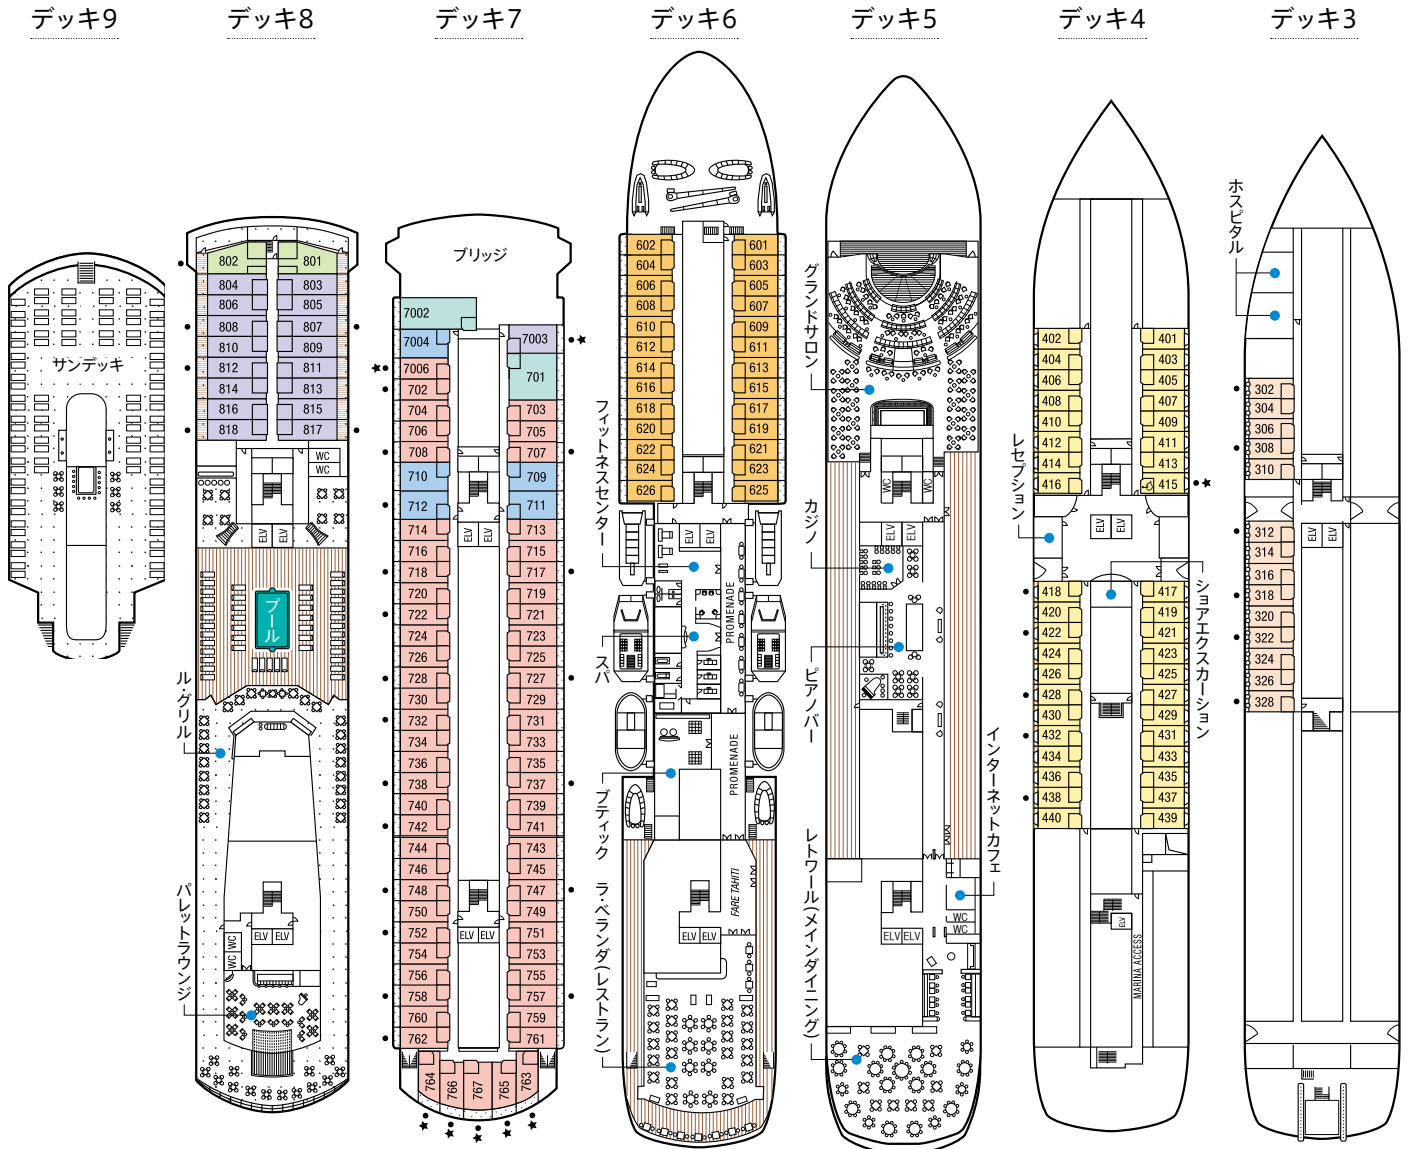 デッキ9
デッキ8
デッキ7
デッキ6
デッキ5
デッキ4
デッキ3
サンデッキ
802 801
804 803
806 805
808 807
810 809
812 811
814 813
816 815
818 817
WC
WC
ELV ELV
プール
ル・グリル
パレットラウンジ
WC
WC
ELV ELV
ブリッジ
7002
7004 7003
7006 701
702
704 703
706 705
708 707
710 709
712 711
714 713
ELV ELV
716 715
718 717
720 719
722 721
724 723
726 725
728 727
730 729
732 731
734 733
736 735
738 737
740 739
742 741
744 743
746 745
748 747
750 749
752 751
ELV ELV
754 753
756 755
758 757
760 759
762 761
764 766 767 765 763
602 601
604 603
606 605
608 607
610 609
612 611
614 613
616 615
618 617
620 619
622 621
624 623
626 625
ELV ELV
フィットネスセンター
スパ
PROMENADE
PROMENADE
ブティック
FARE TAHITI
ELV ELV
ラ・ベランダ(レストラン)
グランドサロン
WC WC
ELV ELV
カジノ
ピアノバー
インターネットカフェ
WC
WC
ELV ELV
レトワール(メインダイニング)
402 401
404 403
406 405
408 407
410 409
412 411
414 413
416 415
レセプション
ELV ELV
ショアエクスカーション
418 417
420 419
422 421
424 423
426 425
428 427
430 429
432 431
434 433
436 435
438 437
440 439
ELV
MARINA ACCESS
ホスピタル
302
304
306
308
310
312
ELV ELV
314
316
318
320
322
324
326
328